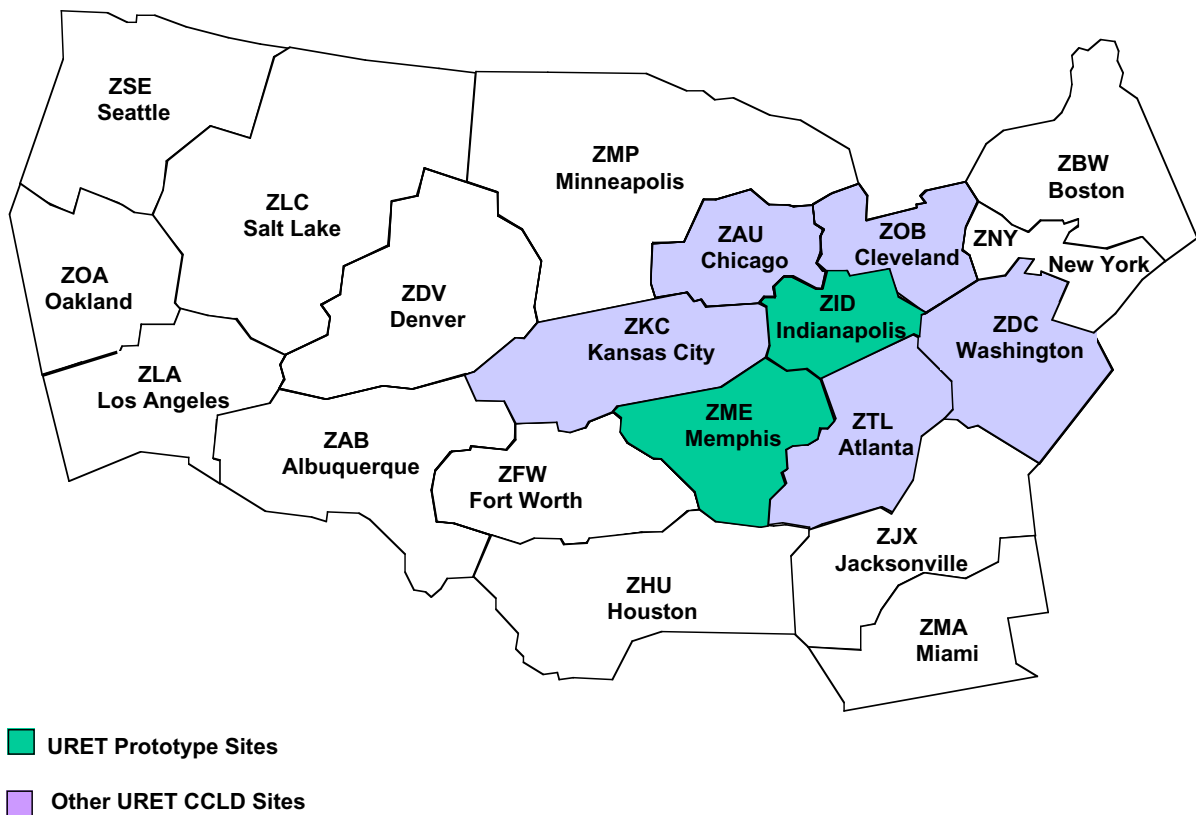 ZSE
Seattle
ZMP
Minneapolis
ZBW
Boston
ZLC
Salt Lake
ZAU
Chicago
ZOB
Cleveland
ZNY
New York
ZOA
Oakland
ZDV
Denver
ZID
Indianapolis
ZKC
Kansas City
ZDC
Washington
ZLA
Los Angeles
ZME
Memphis
ZTL
Atlanta
ZAB
Albuquerque
ZFW
Fort Worth
ZJX
Jacksonville
ZHU
Houston
ZMA
Miami
URET Prototype Sites
Other URET CCLD Sites